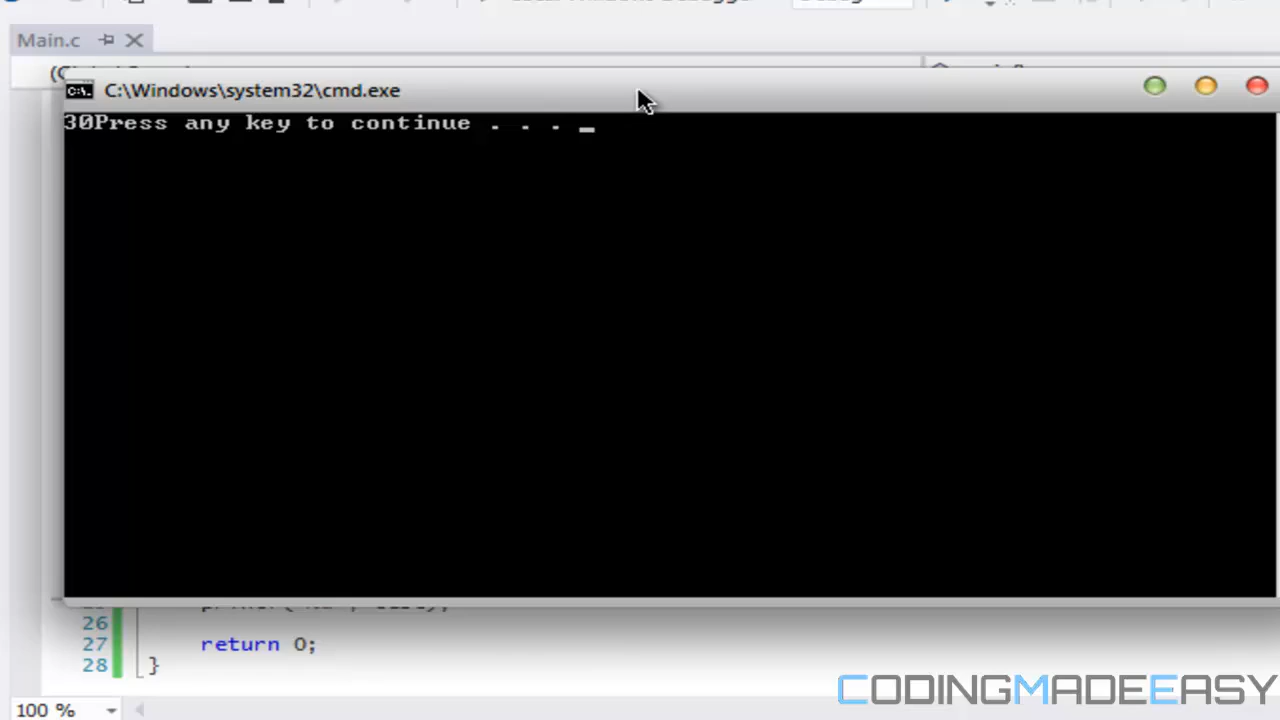 Main.c
C:\Windows\system32\cmd.exe
30Press any key to continue . . . _
26
27 return 0;
28 }
CODINGMADEEASY
100 %